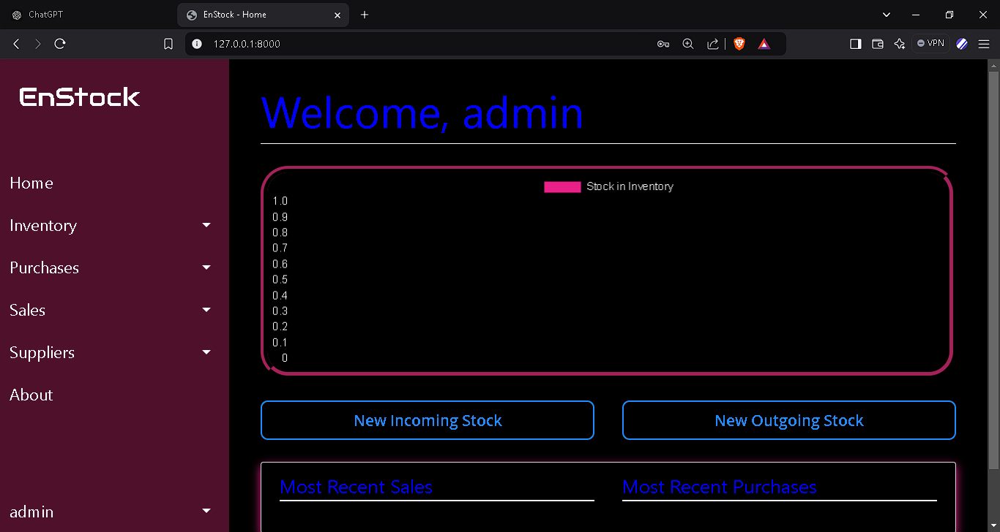 ChatGPT
EnStock - Home
127.0.0.1:8000
VPN
EnStock
Home
Inventory
Purchases
Sales
Suppliers
About
admin
Welcome, admin
Stock in Inventory
1.0
0.9
0.8
0.7
0.6
0.5
0.4
0.3
0.2
0.1
0
New Incoming Stock
New Outgoing Stock
Most Recent Sales
Most Recent Purchases